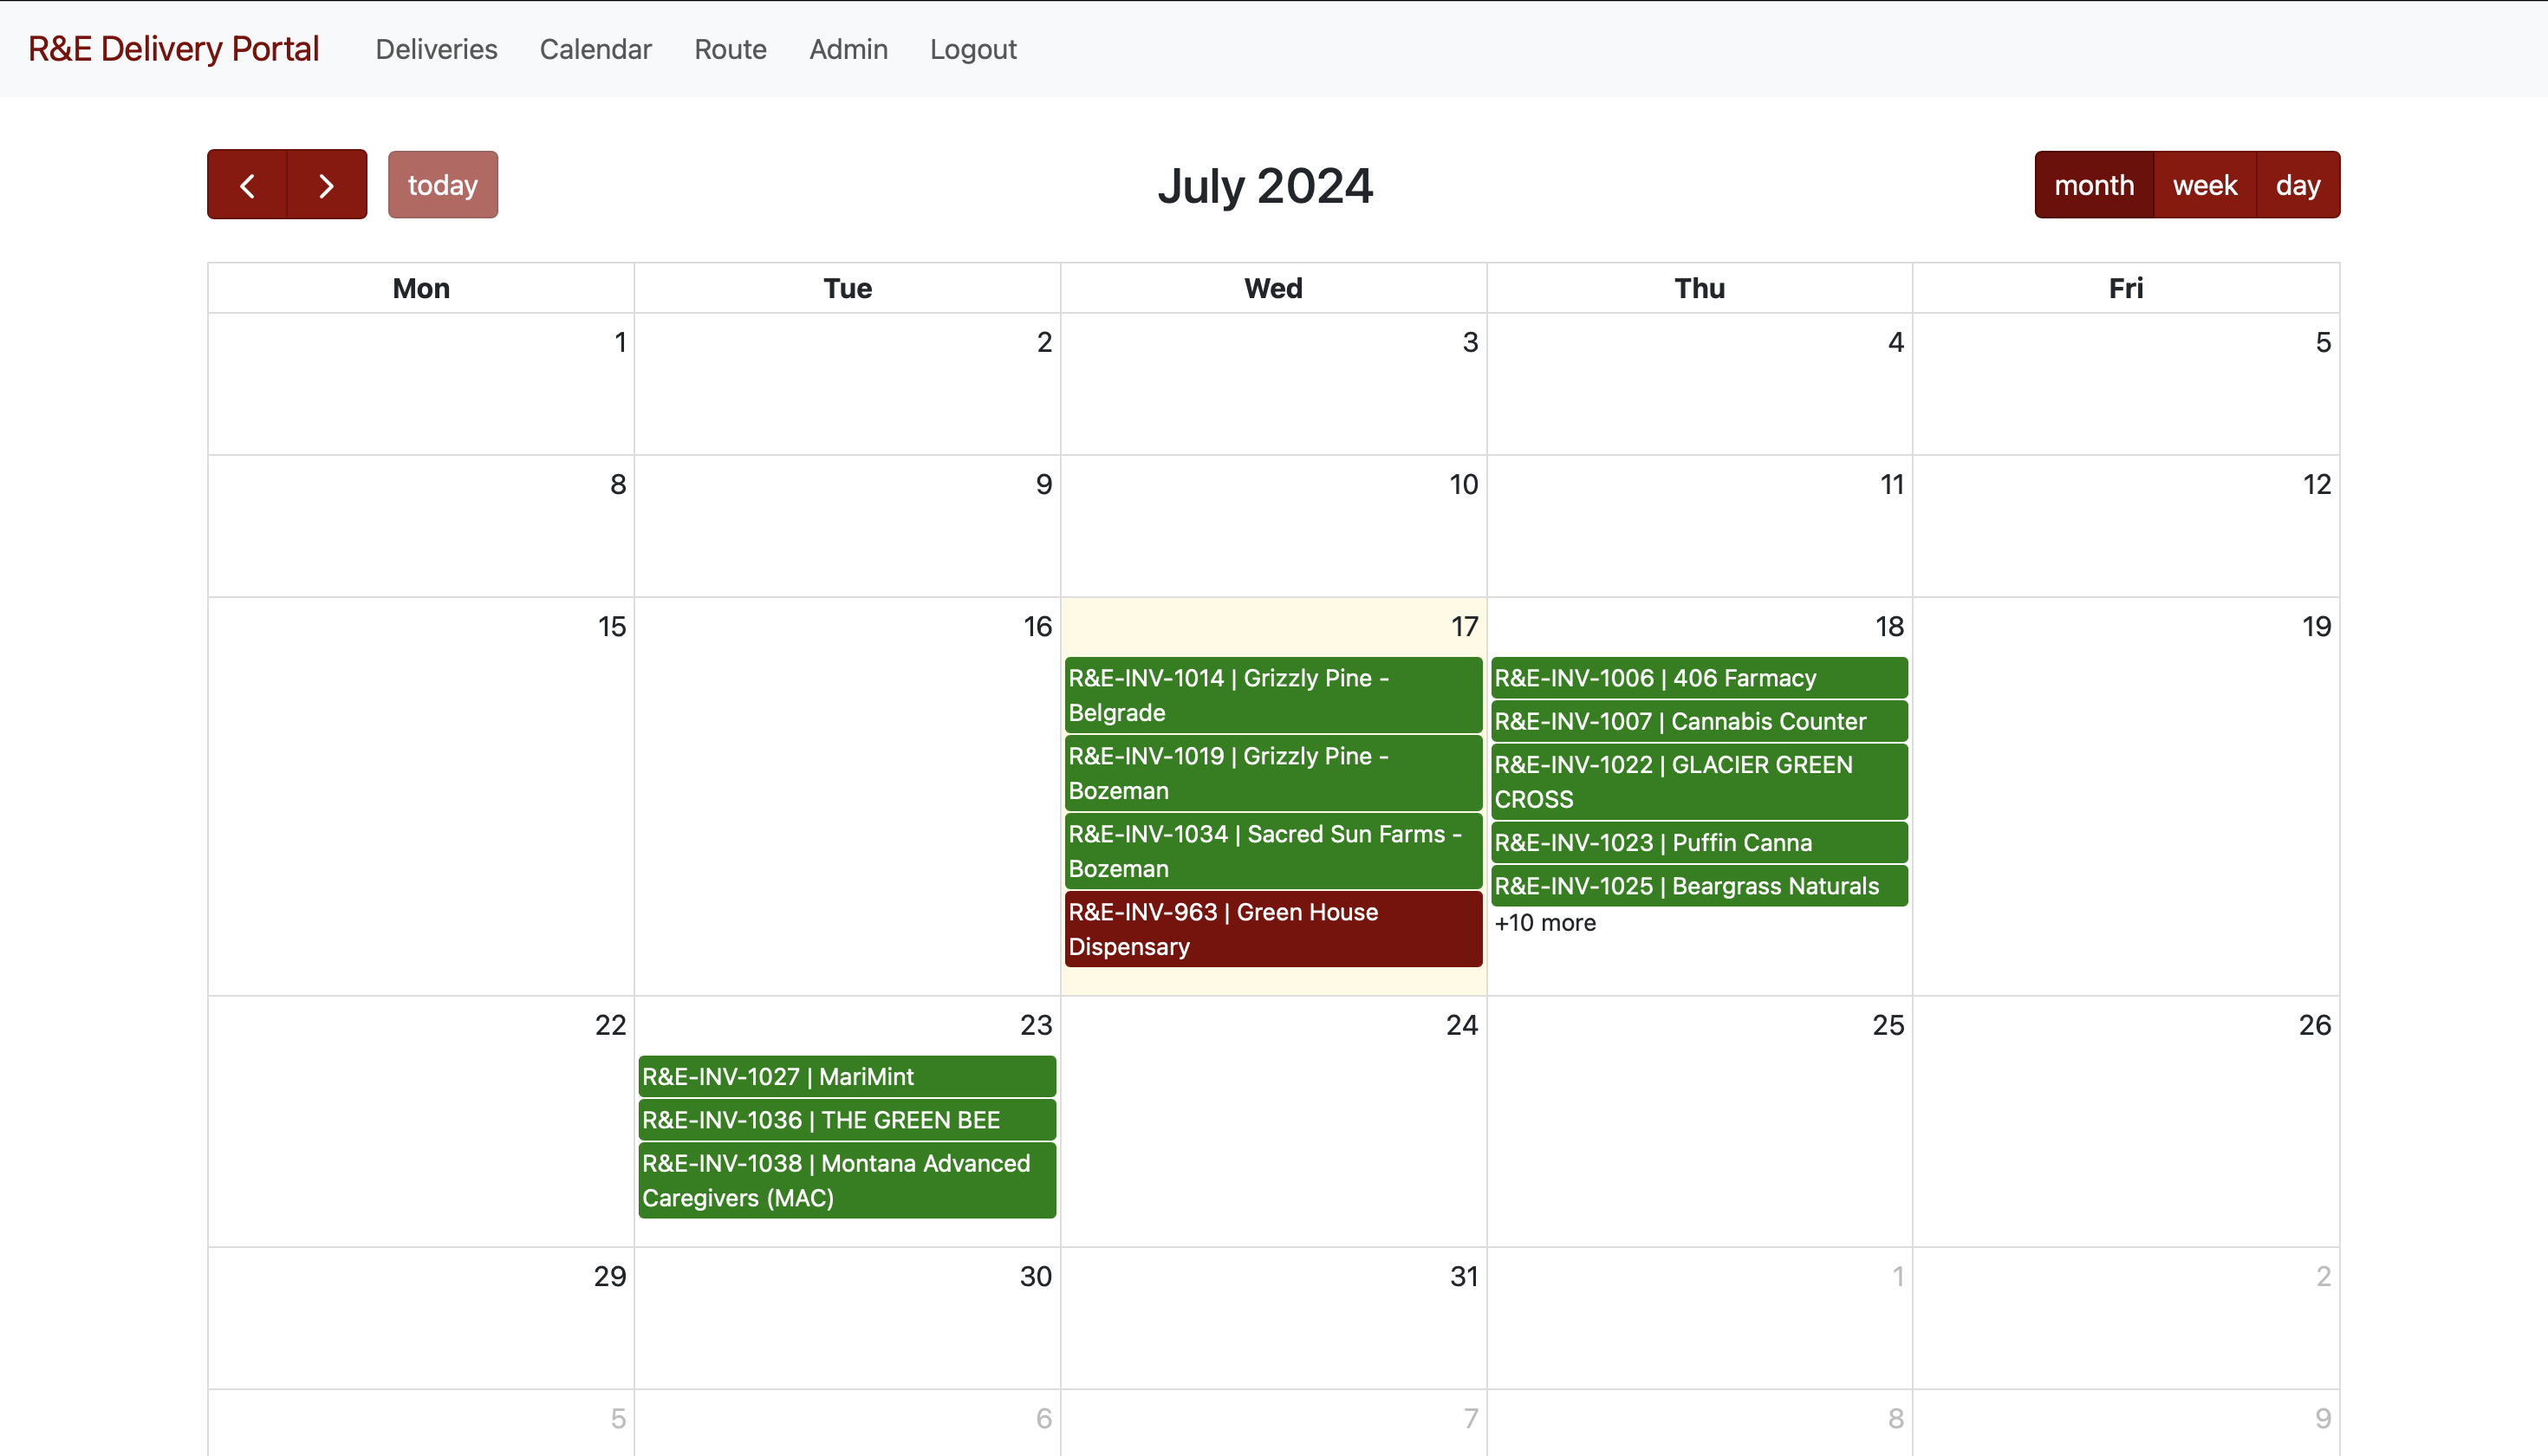 R&E Delivery Portal Deliveries Calendar Route Admin Logout
today July 2024 month week day
Mon Tue Wed Thu Fri
1 2 3 4 5
8 9 10 11 12
15 16 17 18 19
R&E-INV-1014 | Grizzly Pine -
Belgrade
R&E-INV-1019 | Grizzly Pine -
Bozeman
R&E-INV-1034 | Sacred Sun Farms -
Bozeman
R&E-INV-963 | Green House
Dispensary
R&E-INV-1006 | 406 Farmacy
R&E-INV-1007 | Cannabis Counter
R&E-INV-1022 | GLACIER GREEN
CROSS
R&E-INV-1023 | Puffin Canna
R&E-INV-1025 | Beargrass Naturals
+10 more
22 23 24 25 26
R&E-INV-1027 | MariMint
R&E-INV-1036 | THE GREEN BEE
R&E-INV-1038 | Montana Advanced
Caregivers (MAC)
29 30 31 1 2
5 6 7 8 9